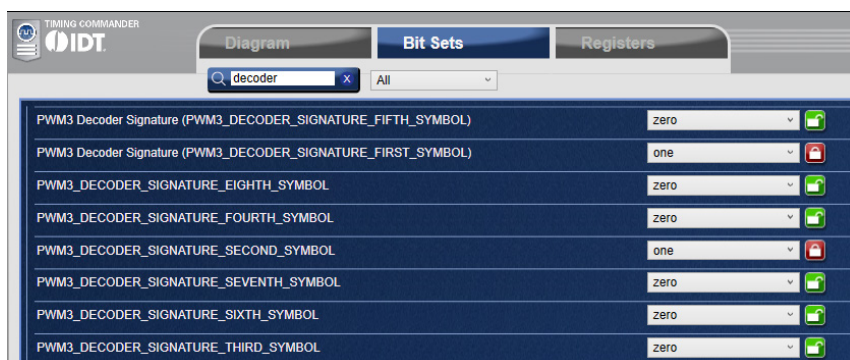 TIMING COMMANDER
IDT
Diagram Bit Sets Registers
decoder X All
PWM3 Decoder Signature (PWM3_DECODER_SIGNATURE_FIFTH_SYMBOL) zero
PWM3 Decoder Signature (PWM3_DECODER_SIGNATURE_FIRST_SYMBOL) one
PWM3_DECODER_SIGNATURE_EIGHTH_SYMBOL zero
PWM3_DECODER_SIGNATURE_FOURTH_SYMBOL zero
PWM3_DECODER_SIGNATURE_SECOND_SYMBOL one
PWM3_DECODER_SIGNATURE_SEVENTH_SYMBOL zero
PWM3_DECODER_SIGNATURE_SIXTH_SYMBOL zero
PWM3_DECODER_SIGNATURE_THIRD_SYMBOL zero